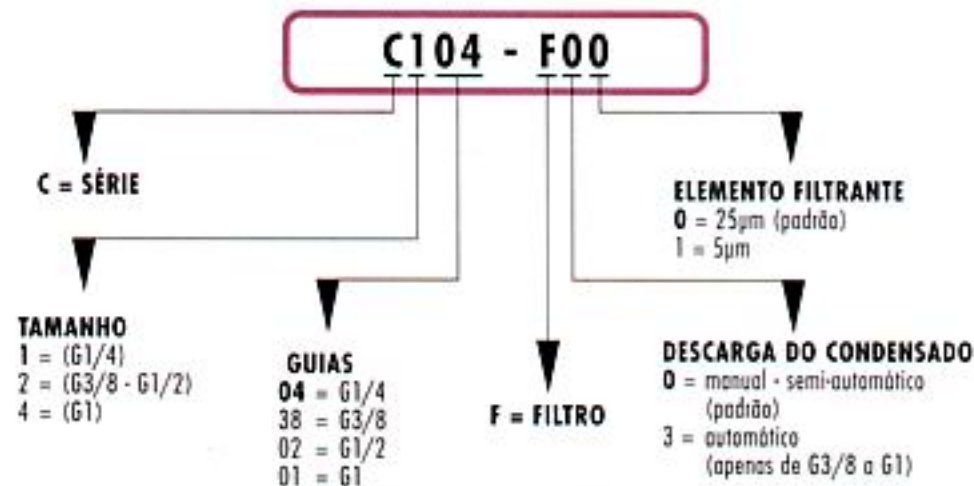 C104 - F00
C = SÉRIE
TAMANHO
1 = (G1/4)
2 = (G3/8 - G1/2)
4 = (G1)
GUIAS
04 = G1/4
38 = G3/8
02 = G1/2
01 = G1
F = FILTRO
ELEMENTO FILTRANTE
0 = 25µm (padrão)
1 = 5µm
DESCARGA DO CONDENSADO
0 = manual - semi-automático
(padrão)
3 = automático
(apenas de G3/8 a G1)